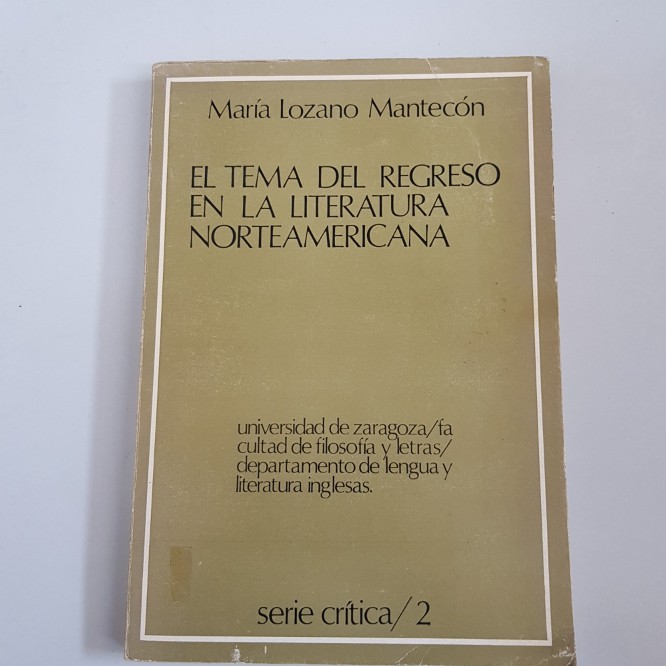 María Lozano Mantecón
EL TEMA DEL REGRESO
EN LA LITERATURA
NORTEAMERICANA
universidad de zaragoza/fa
cultad de filosofía y letras/
departamento de lengua y
literatura inglesas.
serie crítica/2